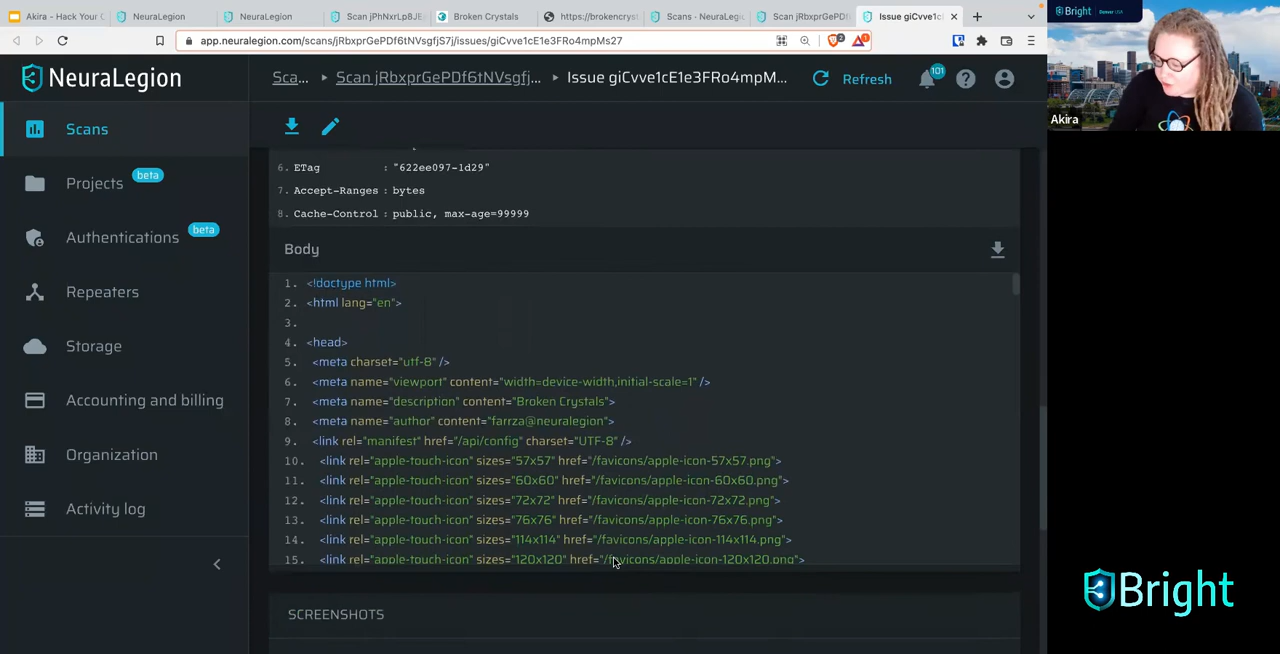 Akira - Hack Your C
NeuraLegion
NeuraLegion
Scan jPhNxrLp8JE
Broken Crystals
https://brokencryst
Scans - NeuraLegi
Scan jRbxprGePDf
Issue giCvve1cE
app.neuralegion.com/scans/jRbxprGePDf6tNVsgfjS7j/issues/giCvve1cE1e3FRo4mpMs27
2
1
Bright
Denver USA
NeuraLegion
Sca...
Scan jRbxprGePDf6tNVsgfj...
Issue giCvve1cE1e3FRo4mpM...
Refresh
101
Akira
Scans
Projects
beta
Authentications
beta
Repeaters
Storage
Accounting and billing
Organization
Activity log
6. ETag : "622ee097-1d29"
7. Accept-Ranges : bytes
8. Cache-Control : public, max-age=99999
Body
1. <!doctype html>
2. <html lang="en">
3.
4. <head>
5. <meta charset="utf-8" />
6. <meta name="viewport" content="width=device-width,initial-scale=1" />
7. <meta name="description" content="Broken Crystals">
8. <meta name="author" content="farrza@neuralegion">
9. <link rel="manifest" href="/api/config" charset="UTF-8" />
10. <link rel="apple-touch-icon" sizes="57x57" href="/favicons/apple-icon-57x57.png">
11. <link rel="apple-touch-icon" sizes="60x60" href="/favicons/apple-icon-60x60.png">
12. <link rel="apple-touch-icon" sizes="72x72" href="/favicons/apple-icon-72x72.png">
13. <link rel="apple-touch-icon" sizes="76x76" href="/favicons/apple-icon-76x76.png">
14. <link rel="apple-touch-icon" sizes="114x114" href="/favicons/apple-icon-114x114.png">
15. <link rel="apple-touch-icon" sizes="120x120" href="/favicons/apple-icon-120x120.png">
SCREENSHOTS
Bright